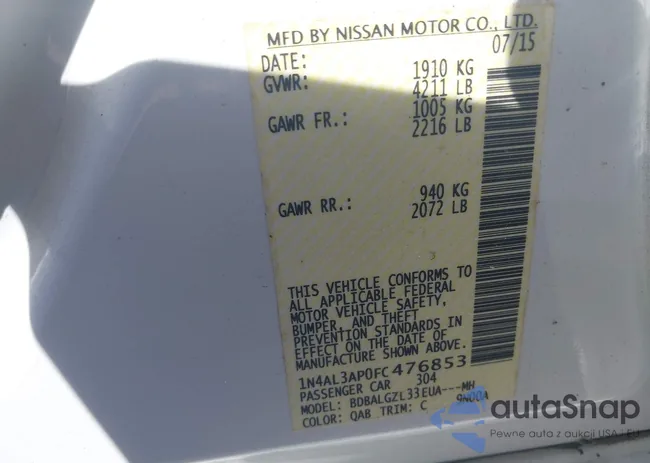 MFD BY NISSAN MOTOR CO., LTD.
DATE: 07/15
GVWR: 1910 KG
4211 LB
GAWR FR.: 1005 KG
2216 LB
GAWR RR.: 940 KG
2072 LB
THIS VEHICLE CONFORMS TO
ALL APPLICABLE FEDERAL
MOTOR VEHICLE SAFETY,
BUMPER, AND THEFT
PREVENTION STANDARDS IN
EFFECT ON THE DATE OF
MANUFACTURE SHOWN ABOVE.
1N4AL3AP0FC476853
PASSENGER CAR 304
MODEL: BDBALGZL33EUA---MH
COLOR: QAB TRIM: C 9N00A
autoSnap
Pewne auta z aukcji USA i EU